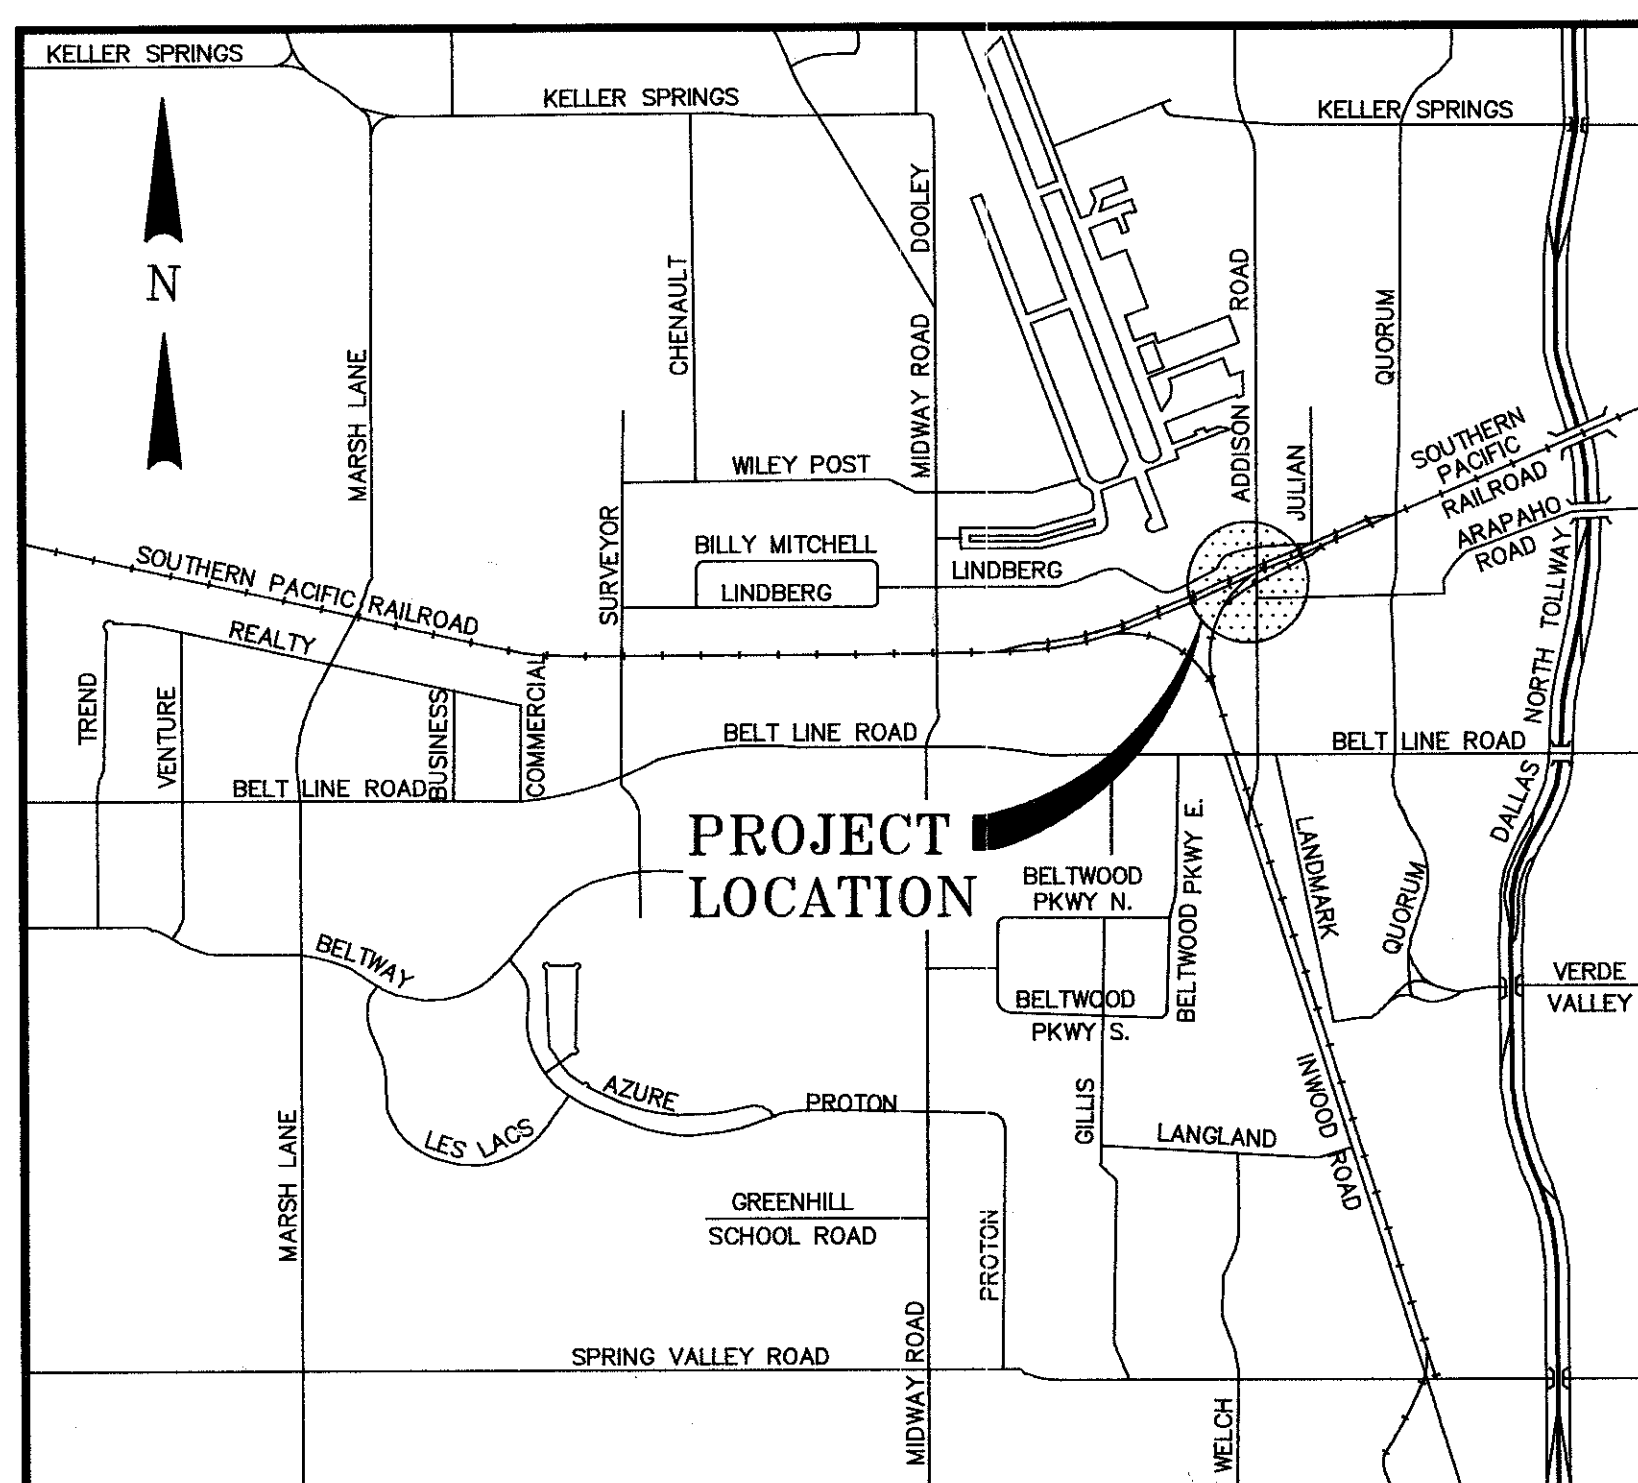 KELLER SPRINGS
KELLER SPRINGS
KELLER SPRINGS
N
MARSH LANE
CHENAULT
DOOLEY
MIDWAY ROAD
ADDISON ROAD
QUORUM
JULIAN
SOUTHERN
PACIFIC
RAILROAD
ARAPAHO
ROAD
WILEY POST
SURVEYOR
BILLY MITCHELL
LINDBERG
LINDBERG
SOUTHERN PACIFIC RAILROAD
REALTY
TREND
VENTURE
BUSINESS
COMMERCIAL
BELT LINE ROAD
BELT LINE ROAD
BELT LINE ROAD
DALLAS NORTH TOLLWAY
PROJECT
LOCATION
BELTWOOD
PKWY N.
BELTWOOD PKWY E.
LANDMARK
QUORUM
BELTWAY
BELTWOOD
PKWY S.
VERDE
VALLEY
AZURE
PROTON
LES LACS
GILLIS
LANGLAND
INWOOD ROAD
MARSH LANE
GREENHILL
SCHOOL ROAD
PROTON
SPRING VALLEY ROAD
MIDWAY ROAD
WELCH